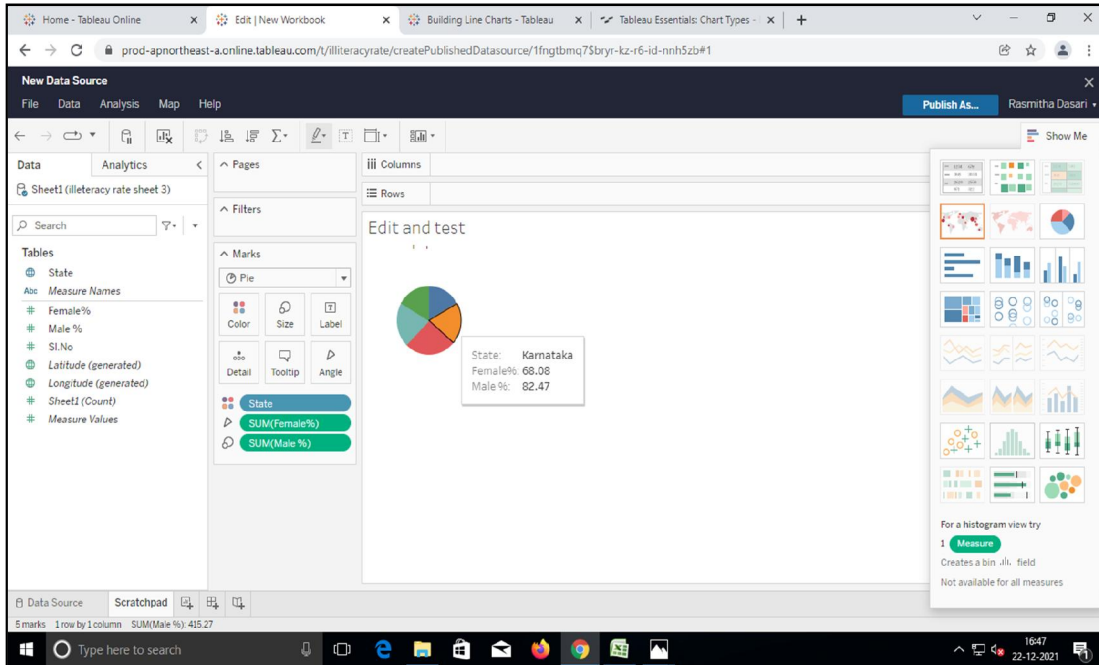 Home - Tableau Online
Edit | New Workbook
Building Line Charts - Tableau
Tableau Essentials: Chart Types -
prod-apnortheast-a.online.tableau.com/t/illiteracyrate/createPublishedDatasource/1fngtbmq7$bryr-kz-r6-id-nnh5zb#1
New Data Source
File Data Analysis Map Help
Publish As...
Rasmitha Dasari
Show Me
Data Analytics
Sheet1 (illeteracy rate sheet 3)
Search
Tables
State
Abc Measure Names
Female%
Male %
Sl.No
Latitude (generated)
Longitude (generated)
Sheet1 (Count)
Measure Values
Pages
Filters
Marks
Pie
Color Size Label
Detail Tooltip Angle
State
SUM(Female%)
SUM(Male %)
Columns
Rows
Edit and test
State: Karnataka
Female%: 68.08
Male %: 82.47
For a histogram view try
1 Measure
Creates a bin field
Not available for all measures
Data Source Scratchpad
5 marks 1 row by 1 column SUM(Male %): 415.27
Type here to search
16:47
22-12-2021